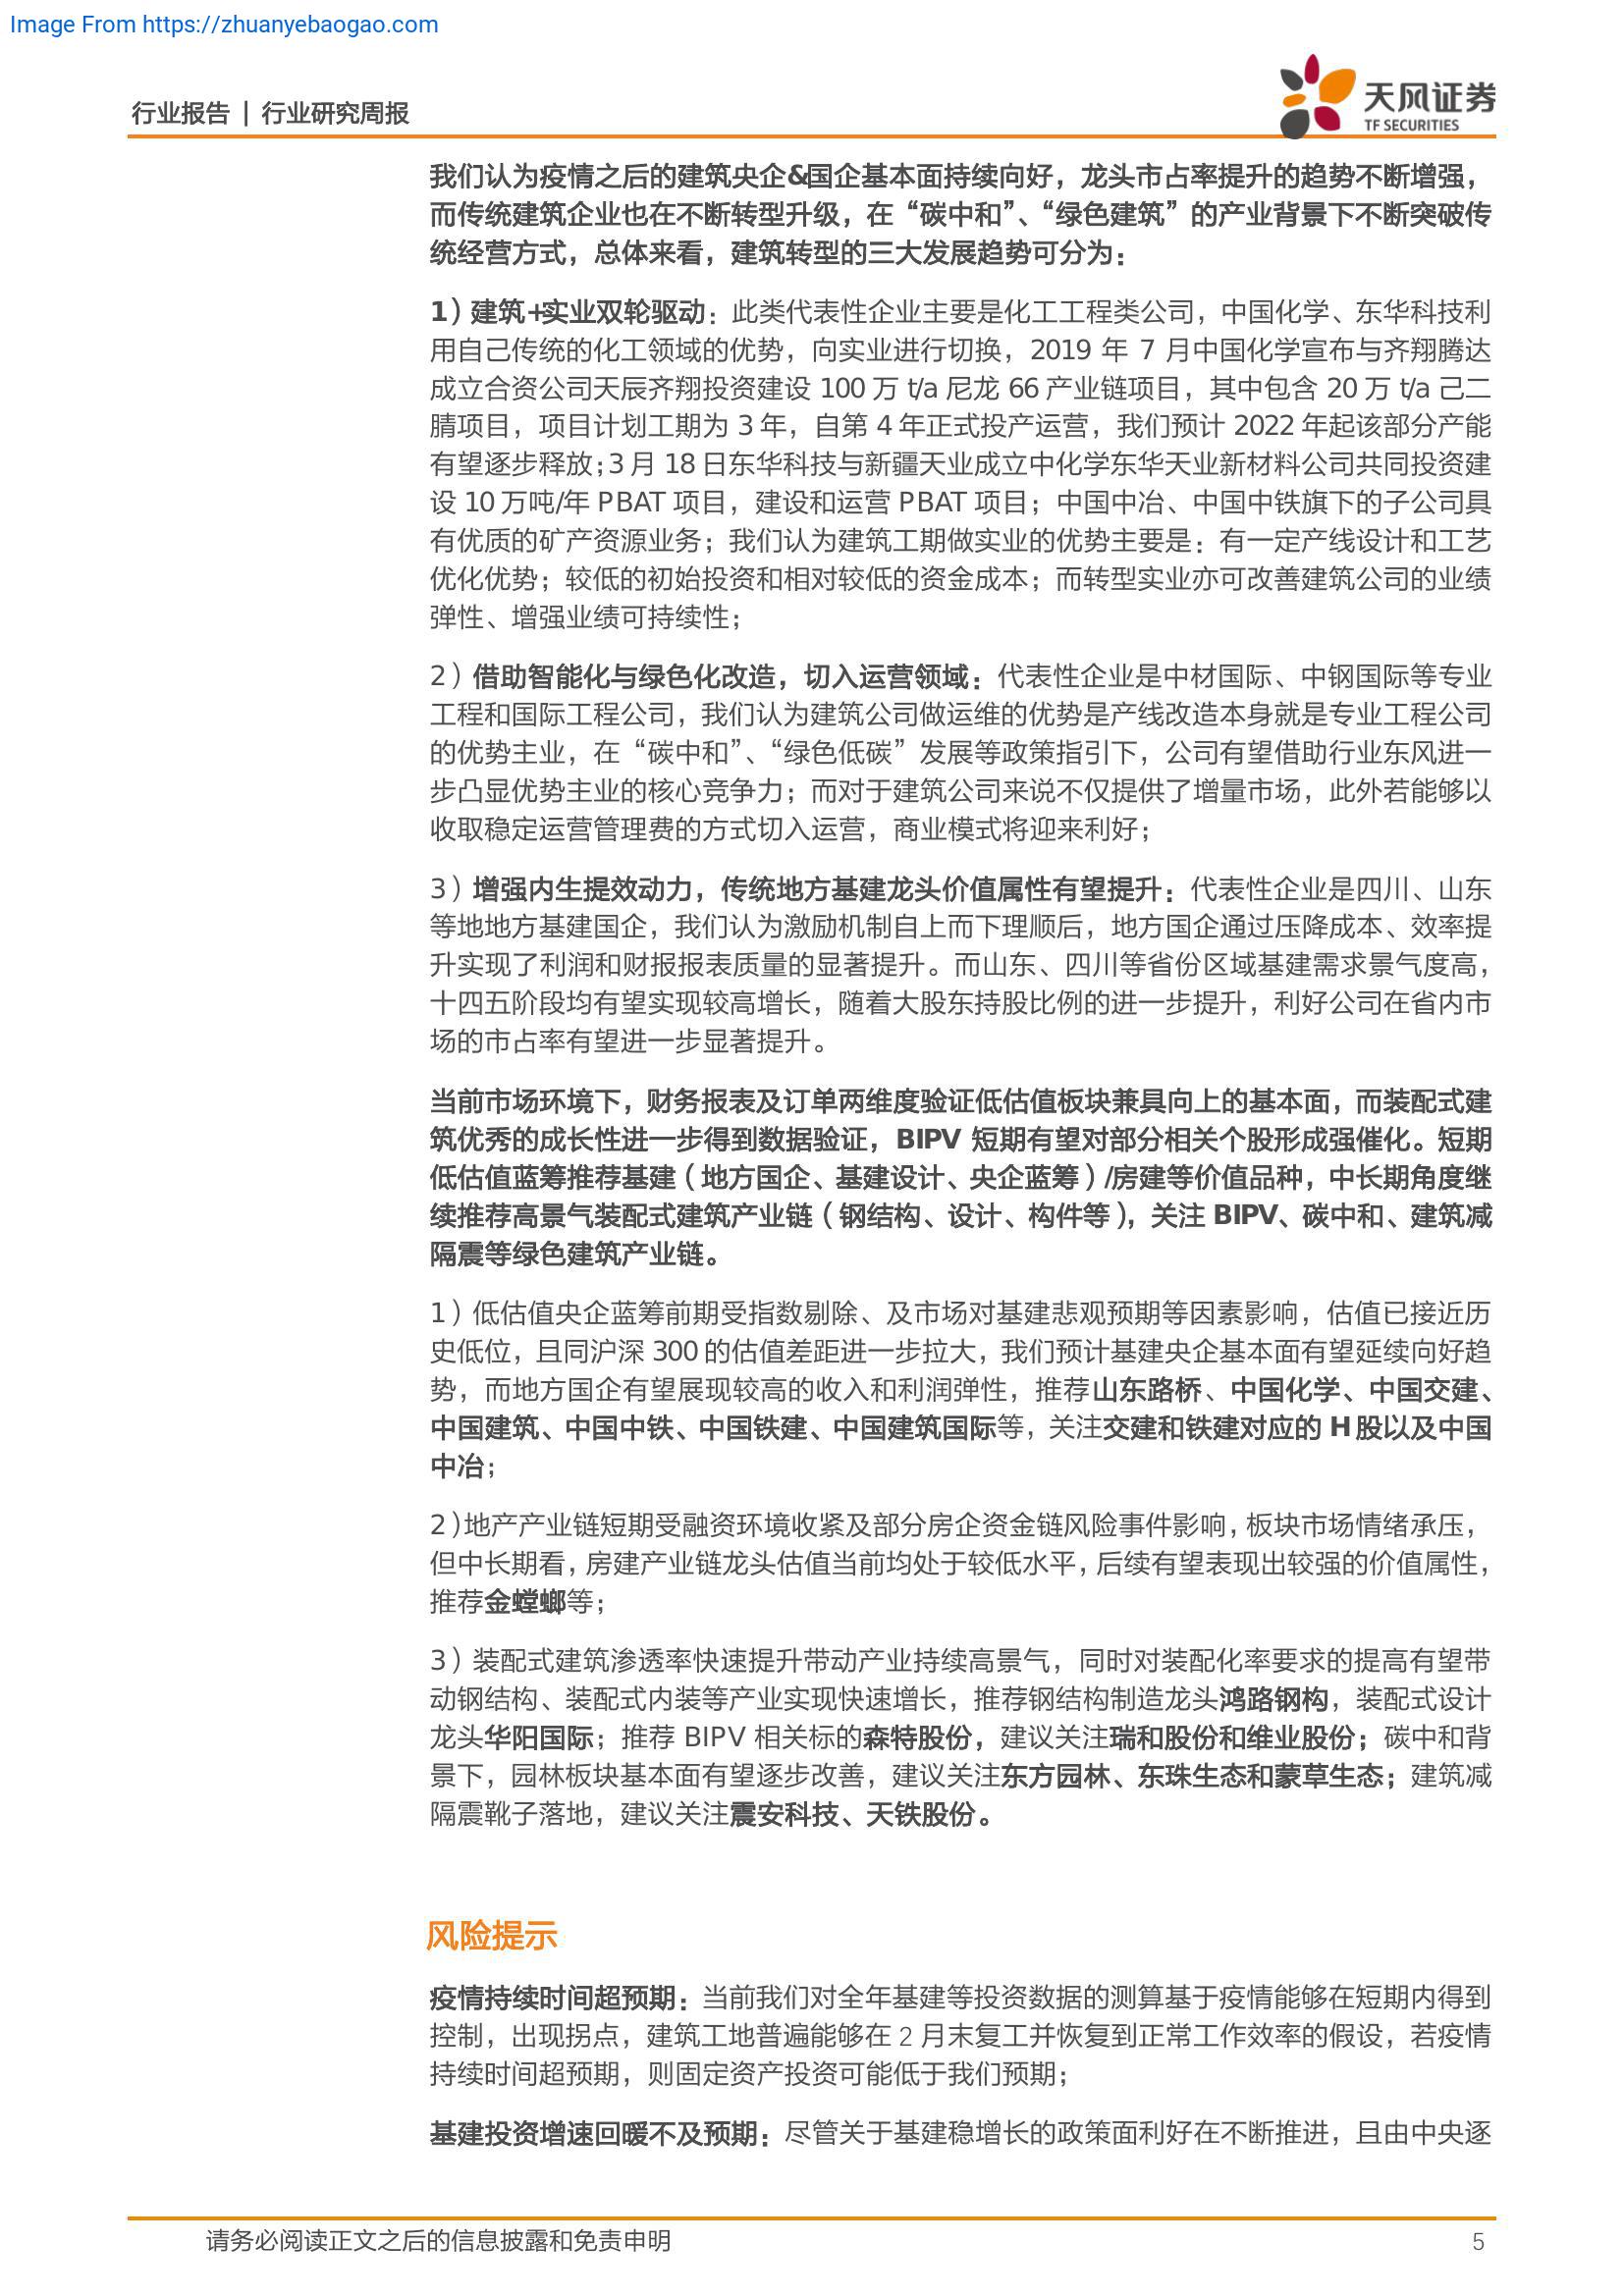 Image From https://zhuanyebaogao.com
行业报告 | 行业研究周报
天风证券
TF SECURITIES
我们认为疫情之后的建筑央企&国企基本面持续向好，龙头市占率提升的趋势不断增强，
而传统建筑企业也在不断转型升级，在“碳中和”、“绿色建筑”的产业背景下不断突破传
统经营方式，总体来看，建筑转型的三大发展趋势可分为：
1）建筑+实业双轮驱动：此类代表性企业主要是化工工程类公司，中国化学、东华科技利
用自己传统的化工领域的优势，向实业进行切换，2019 年 7 月中国化学宣布与齐翔腾达
成立合资公司天辰齐翔投资建设 100 万 t/a 尼龙 66 产业链项目，其中包含 20 万 t/a 己二
腈项目，项目计划工期为 3 年，自第 4 年正式投产运营，我们预计 2022 年起该部分产能
有望逐步释放；3 月 18 日东华科技与新疆天业成立中化学东华天业新材料公司共同投资建
设 10 万吨/年 PBAT 项目，建设和运营 PBAT 项目；中国中冶、中国中铁旗下的子公司具
有优质的矿产资源业务；我们认为建筑工期做实业的优势主要是：有一定产线设计和工艺
优化优势；较低的初始投资和相对较低的资金成本；而转型实业亦可改善建筑公司的业绩
弹性、增强业绩可持续性；
2）借助智能化与绿色化改造，切入运营领域：代表性企业是中材国际、中钢国际等专业
工程和国际工程公司，我们认为建筑公司做运维的优势是产线改造本身就是专业工程公司
的优势主业，在“碳中和”、“绿色低碳”发展等政策指引下，公司有望借助行业东风进一
步凸显优势主业的核心竞争力；而对于建筑公司来说不仅提供了增量市场，此外若能够以
收取稳定运营管理费的方式切入运营，商业模式将迎来利好；
3）增强内生提效动力，传统地方基建龙头价值属性有望提升：代表性企业是四川、山东
等地地方基建国企，我们认为激励机制自上而下理顺后，地方国企通过压降成本、效率提
升实现了利润和财报报表质量的显著提升。而山东、四川等省份区域基建需求景气度高，
十四五阶段均有望实现较高增长，随着大股东持股比例的进一步提升，利好公司在省内市
场的市占率有望进一步显著提升。
当前市场环境下，财务报表及订单两维度验证低估值板块兼具向上的基本面，而装配式建
筑优秀的成长性进一步得到数据验证，BIPV 短期有望对部分相关个股形成强催化。短期
低估值蓝筹推荐基建（地方国企、基建设计、央企蓝筹）/房建等价值品种，中长期角度继
续推荐高景气装配式建筑产业链（钢结构、设计、构件等），关注 BIPV、碳中和、建筑减
隔震等绿色建筑产业链。
1）低估值央企蓝筹前期受指数剔除、及市场对基建悲观预期等因素影响，估值已接近历
史低位，且同沪深 300 的估值差距进一步拉大，我们预计基建央企基本面有望延续向好趋
势，而地方国企有望展现较高的收入和利润弹性，推荐山东路桥、中国化学、中国交建、
中国建筑、中国中铁、中国铁建、中国建筑国际等，关注交建和铁建对应的 H 股以及中国
中冶；
2）地产产业链短期受融资环境收紧及部分房企资金链风险事件影响，板块市场情绪承压，
但中长期看，房建产业链龙头估值当前均处于较低水平，后续有望表现出较强的价值属性，
推荐金螳螂等；
3）装配式建筑渗透率快速提升带动产业持续高景气，同时对装配化率要求的提高有望带
动钢结构、装配式内装等产业实现快速增长，推荐钢结构制造龙头鸿路钢构，装配式设计
龙头华阳国际；推荐 BIPV 相关标的森特股份，建议关注瑞和股份和维业股份；碳中和背
景下，园林板块基本面有望逐步改善，建议关注东方园林、东珠生态和蒙草生态；建筑减
隔震靴子落地，建议关注震安科技、天铁股份。
风险提示
疫情持续时间超预期：当前我们对全年基建等投资数据的测算基于疫情能够在短期内得到
控制，出现拐点，建筑工地普遍能够在 2 月末复工并恢复到正常工作效率的假设，若疫情
持续时间超预期，则固定资产投资可能低于我们预期；
基建投资增速回暖不及预期：尽管关于基建稳增长的政策面利好在不断推进，且由中央逐
请务必阅读正文之后的信息披露和免责申明
5